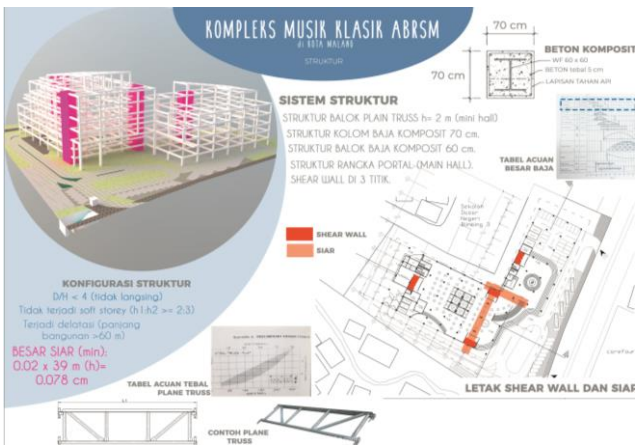 KOMPLEKS MUSIK KLASIK ABRSM
di KOTA MALANG
STRUKTUR
70 cm
70 cm
BETON KOMPOSIT
WF 60 x 60
BETON tebal 5 cm
LAPISAN TAHAN API
SISTEM STRUKTUR
STRUKTUR BALOK PLAIN TRUSS h= 2 m (mini hall)
STRUKTUR KOLOM BAJA KOMPOSIT 70 cm.
STRUKTUR BALOK BAJA KOMPOSIT 60 cm.
STRUKTUR RANGKA PORTAL (MAIN HALL).
SHEAR WALL DI 3 TITIK.
TABEL ACUAN
BESAR BAJA
SHEAR WALL
SIAR
Sekolah
Dasar
Negeri
carefour
KONFIGURASI STRUKTUR
D/H < 4 (tidak langsing)
Tidak terjadi soft storey (h1:h2 >= 2:3)
Terjadi delatasi (panjang
bangunan >60 m)
BESAR SIAR (min):
0.02 x 39 m (h)=
0.078 cm
TABEL ACUAN TEBAL
PLANE TRUSS
CONTOH PLANE
TRUSS
LETAK SHEAR WALL DAN SIAR